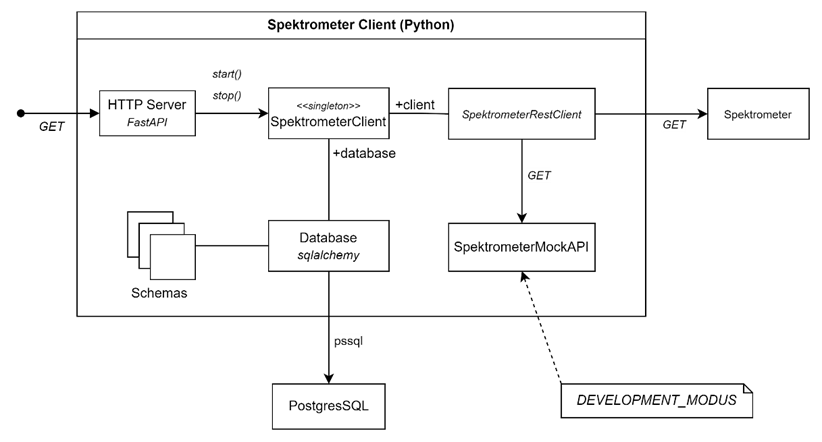 Spektrometer Client (Python)
start()
stop()
GET
HTTP Server
FastAPI
<<singleton>>
SpektrometerClient
+client
SpektrometerRestClient
GET
Spektrometer
+database
GET
Database
sqlalchemy
SpektrometerMockAPI
Schemas
pssql
PostgresSQL
DEVELOPMENT_MODUS